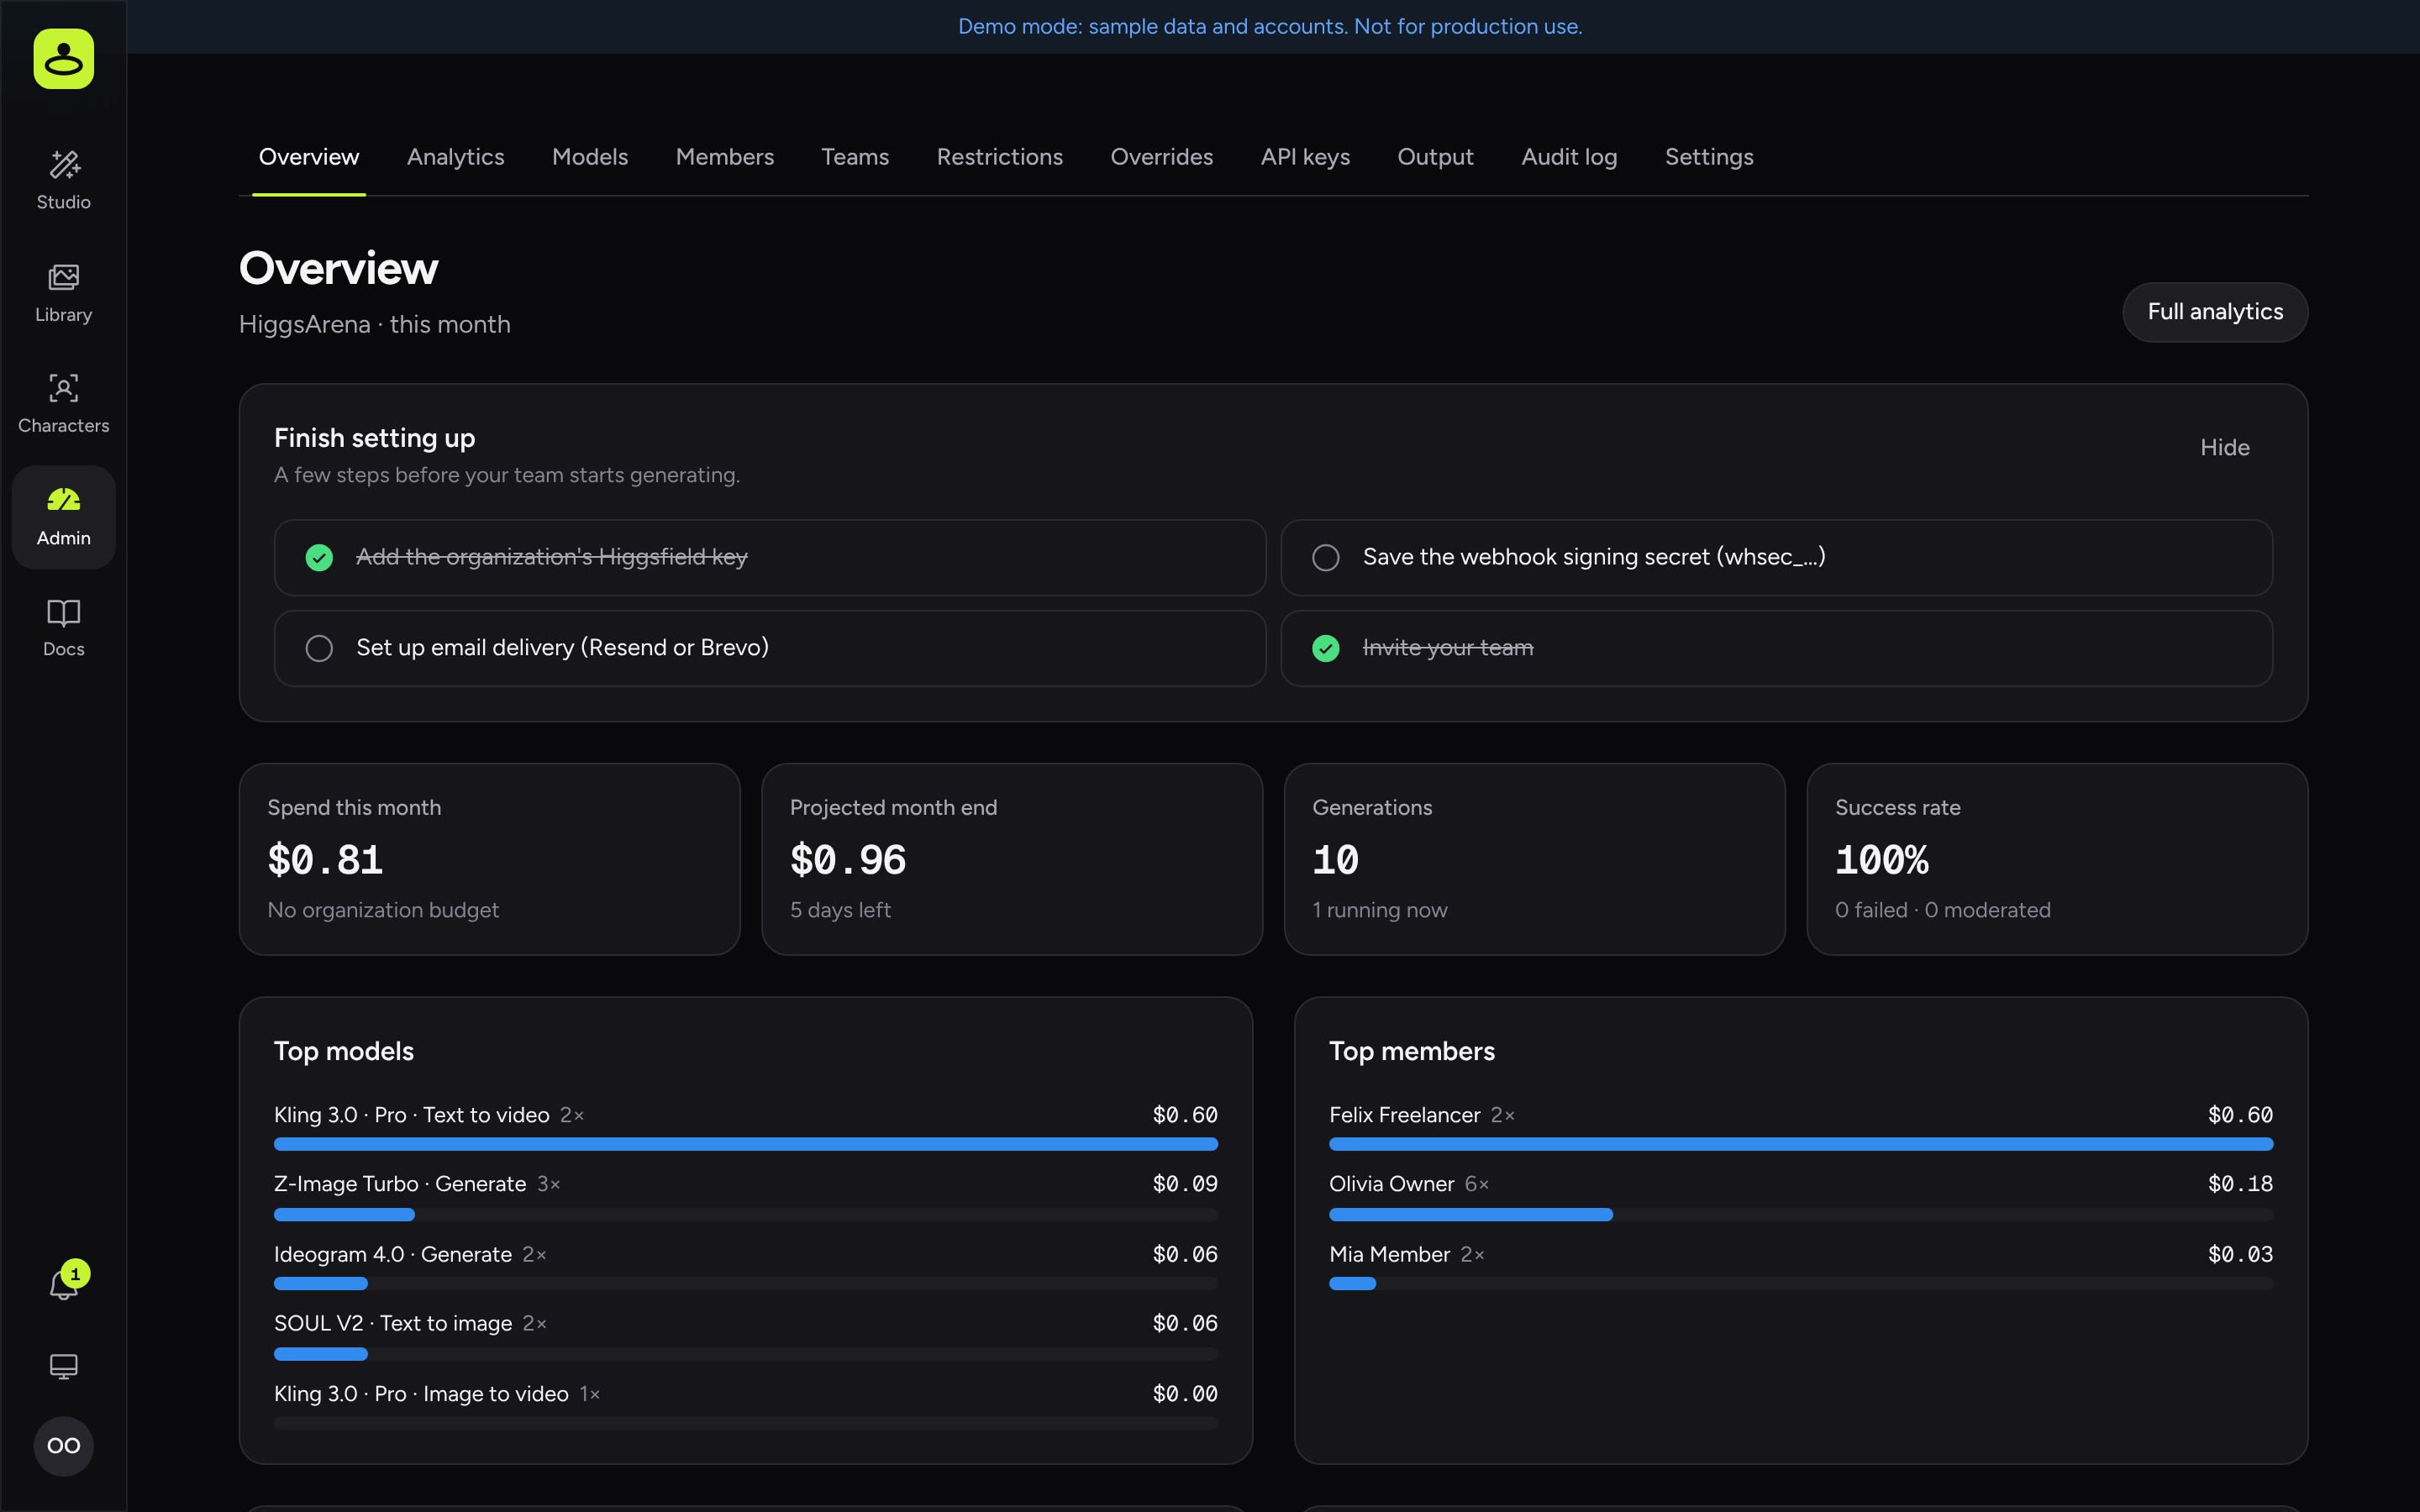 Demo mode: sample data and accounts. Not for production use.
Studio
Library
Characters
Admin
Docs
1
OO
Overview
Analytics
Models
Members
Teams
Restrictions
Overrides
API keys
Output
Audit log
Settings
Overview
HiggsArena · this month
Full analytics
Finish setting up
A few steps before your team starts generating.
Hide
Add the organization's Higgsfield key
Save the webhook signing secret (whsec_...)
Set up email delivery (Resend or Brevo)
Invite your team
Spend this month
$0.81
No organization budget
Projected month end
$0.96
5 days left
Generations
10
1 running now
Success rate
100%
0 failed · 0 moderated
Top models
Kling 3.0 · Pro · Text to video 2× $0.60
Z-Image Turbo · Generate 3× $0.09
Ideogram 4.0 · Generate 2× $0.06
SOUL V2 · Text to image 2× $0.06
Kling 3.0 · Pro · Image to video 1× $0.00
Top members
Felix Freelancer 2× $0.60
Olivia Owner 6× $0.18
Mia Member 2× $0.03